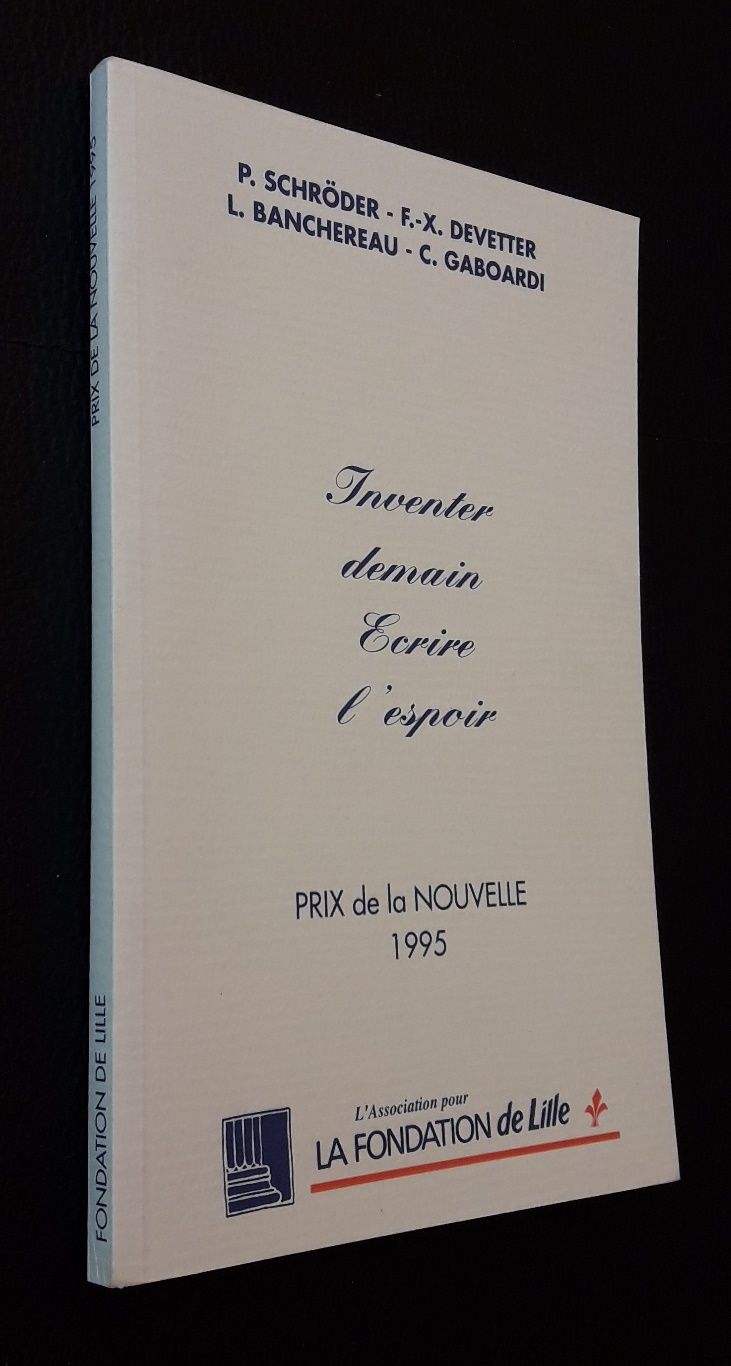 P. SCHRÖDER - F.-X. DEVETTER
L. BANCHEREAU - C. GABOARDI
Inventer
demain
Ecrire
l'espoir
PRIX de la NOUVELLE
1995
L'Association pour
LA FONDATION de Lille
PRIX DE LA NOUVELLE 1995
FONDATION DE LILLE